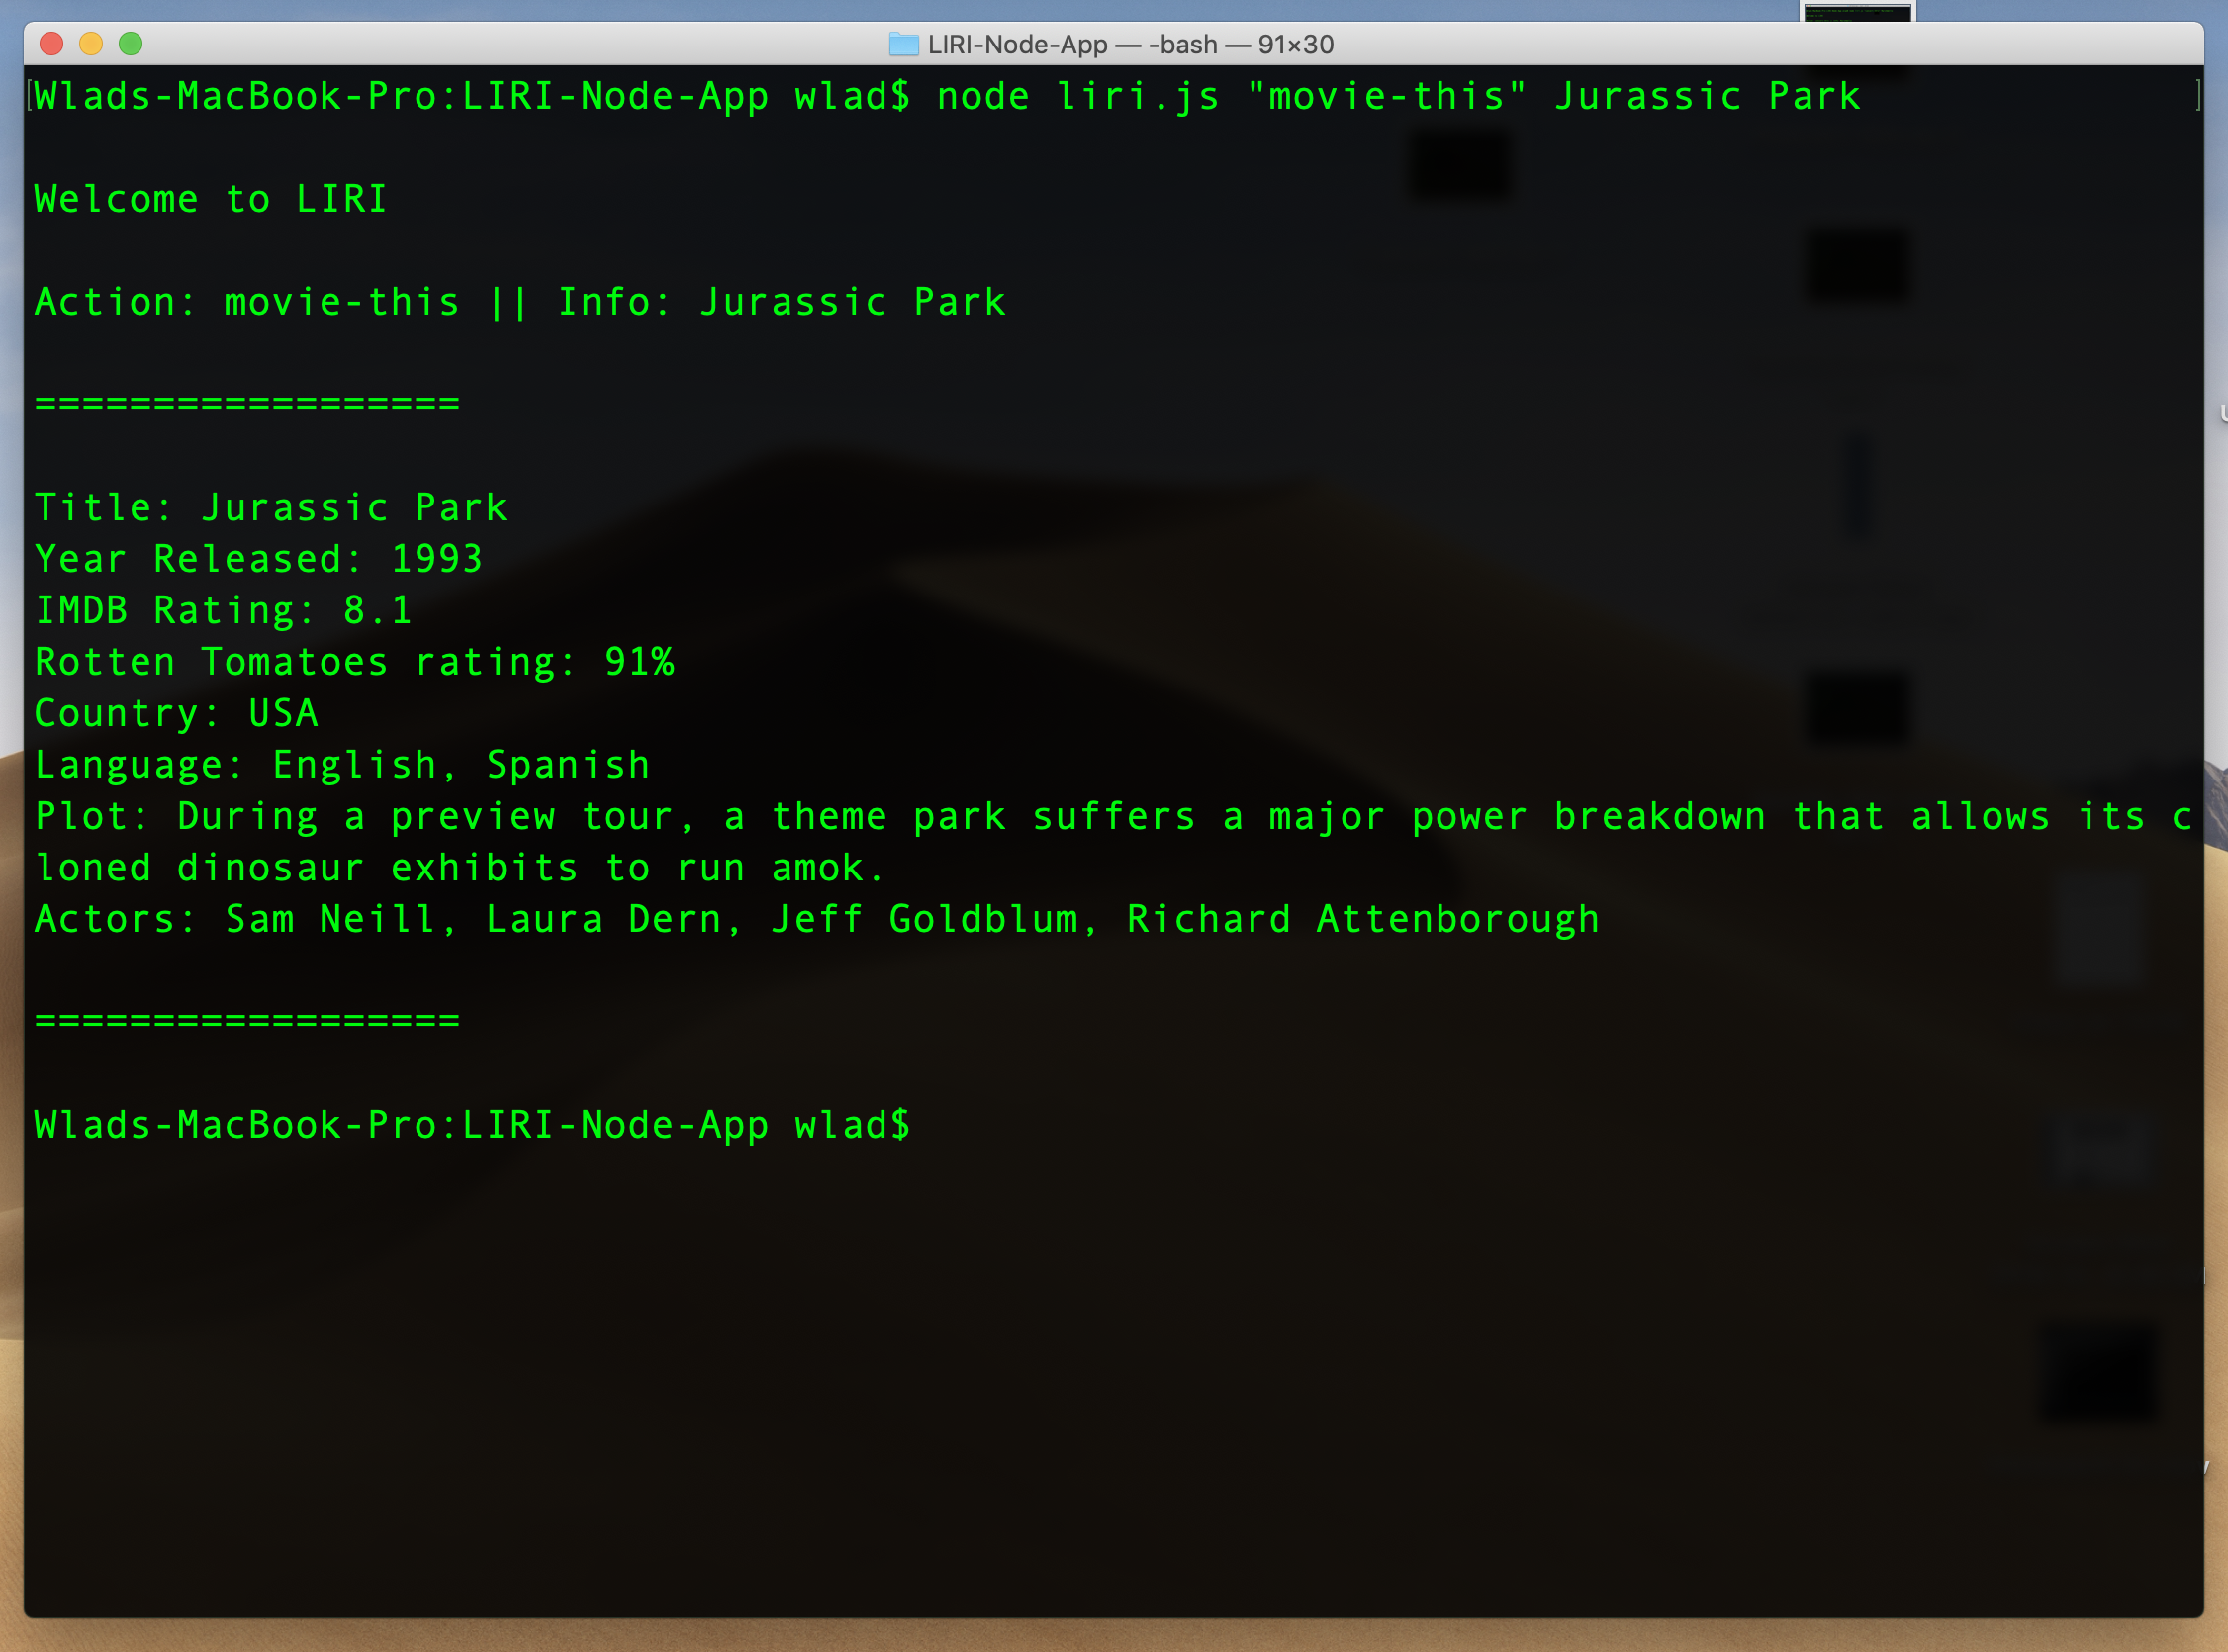 LIRI-Node-App — -bash — 91×30
[Wlads-MacBook-Pro:LIRI-Node-App wlad$ node liri.js "movie-this" Jurassic Park ]
Welcome to LIRI
Action: movie-this || Info: Jurassic Park
==================
Title: Jurassic Park
Year Released: 1993
IMDB Rating: 8.1
Rotten Tomatoes rating: 91%
Country: USA
Language: English, Spanish
Plot: During a preview tour, a theme park suffers a major power breakdown that allows its c
loned dinosaur exhibits to run amok.
Actors: Sam Neill, Laura Dern, Jeff Goldblum, Richard Attenborough
==================
Wlads-MacBook-Pro:LIRI-Node-App wlad$